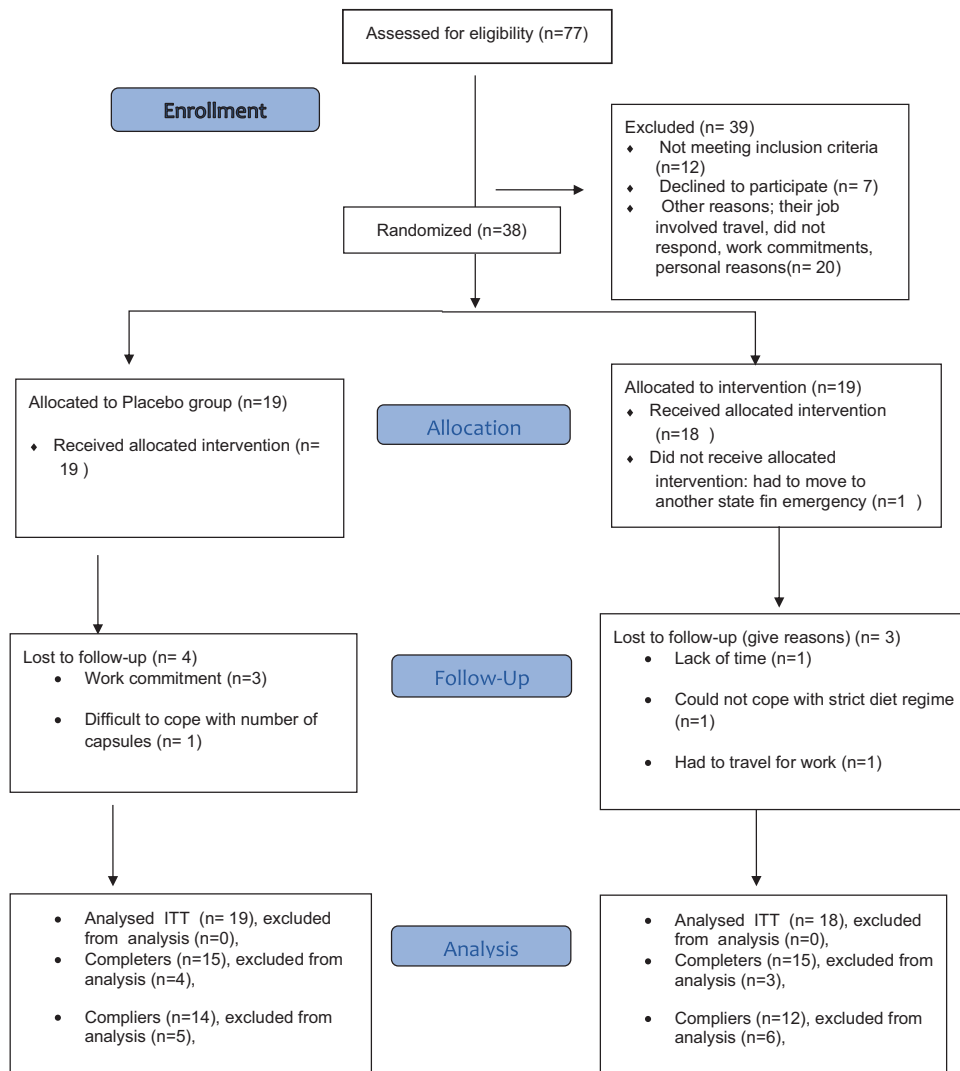 Assessed for eligibility (n=77)
Enrollment
Excluded (n= 39)
♦ Not meeting inclusion criteria
(n=12)
♦ Declined to participate (n= 7)
♦ Other reasons; their job
involved travel, did not
respond, work commitments,
personal reasons(n= 20)
Randomized (n=38)
Allocated to Placebo group (n=19)
♦ Received allocated intervention (n=
19 )
Allocation
Allocated to intervention (n=19)
♦ Received allocated intervention
(n=18 )
♦ Did not receive allocated
intervention: had to move to
another state fin emergency (n=1 )
Lost to follow-up (n= 4)
• Work commitment (n=3)
• Difficult to cope with number of
capsules (n= 1)
Follow-Up
Lost to follow-up (give reasons) (n= 3)
• Lack of time (n=1)
• Could not cope with strict diet regime
(n=1)
• Had to travel for work (n=1)
• Analysed ITT (n= 19), excluded
from analysis (n=0),
• Completers (n=15), excluded from
analysis (n=4),
• Compliers (n=14), excluded from
analysis (n=5),
Analysis
• Analysed ITT (n= 18), excluded
from analysis (n=0),
• Completers (n=15), excluded from
analysis (n=3),
• Compliers (n=12), excluded from
analysis (n=6),